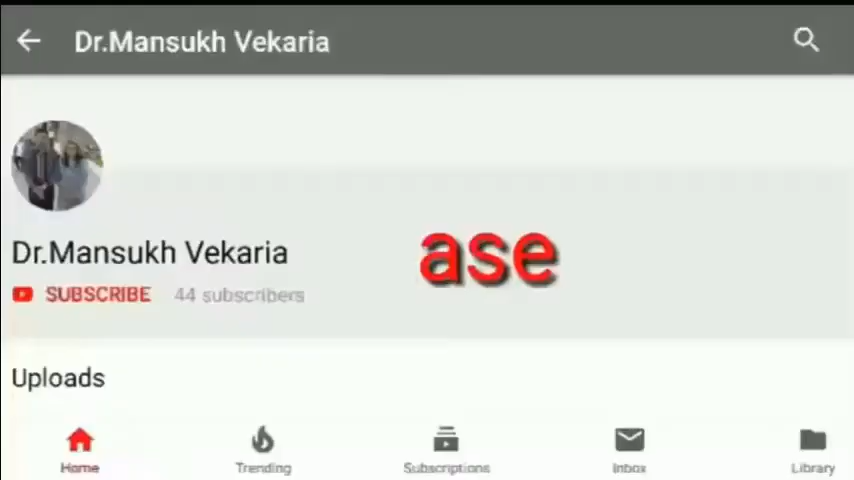 Dr.Mansukh Vekaria
Dr.Mansukh Vekaria
ase
SUBSCRIBE 44 subscribers
Uploads
Home Trending Subscriptions Inbox Library